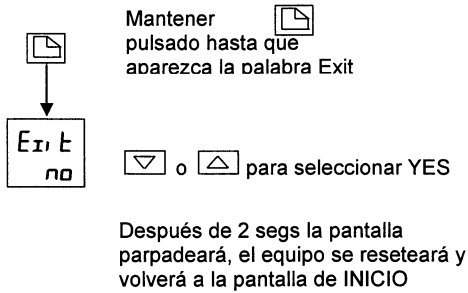 Mantener
pulsado hasta que
aparezca la palabra Exit
Exit
no
o para seleccionar YES
Después de 2 segs la pantalla
parpadeará, el equipo se reseteará y
volverá a la pantalla de INICIO